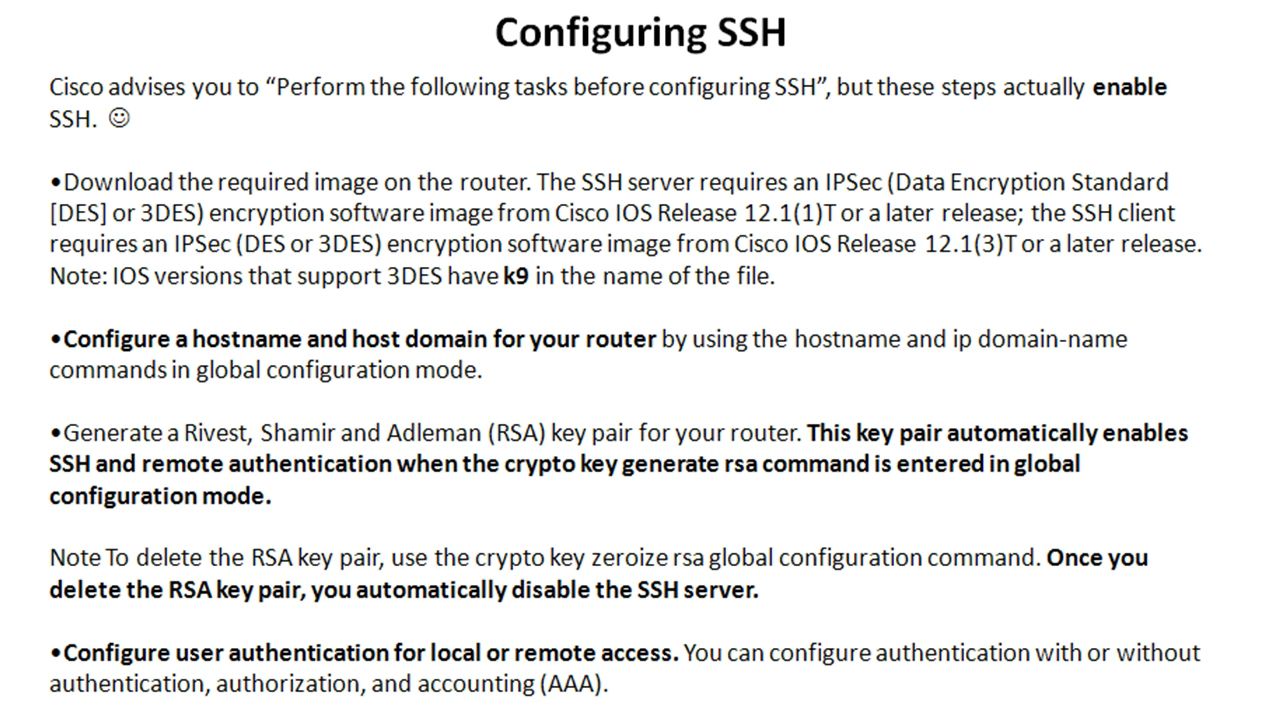 Configuring SSH
Cisco advises you to “Perform the following tasks before configuring SSH”, but these steps actually enable
SSH. ☺
•Download the required image on the router. The SSH server requires an IPSec (Data Encryption Standard
[DES] or 3DES) encryption software image from Cisco IOS Release 12.1(1)T or a later release; the SSH client
requires an IPSec (DES or 3DES) encryption software image from Cisco IOS Release 12.1(3)T or a later release.
Note: IOS versions that support 3DES have k9 in the name of the file.
•Configure a hostname and host domain for your router by using the hostname and ip domain-name
commands in global configuration mode.
•Generate a Rivest, Shamir and Adleman (RSA) key pair for your router. This key pair automatically enables
SSH and remote authentication when the crypto key generate rsa command is entered in global
configuration mode.
Note To delete the RSA key pair, use the crypto key zeroize rsa global configuration command. Once you
delete the RSA key pair, you automatically disable the SSH server.
•Configure user authentication for local or remote access. You can configure authentication with or without
authentication, authorization, and accounting (AAA).